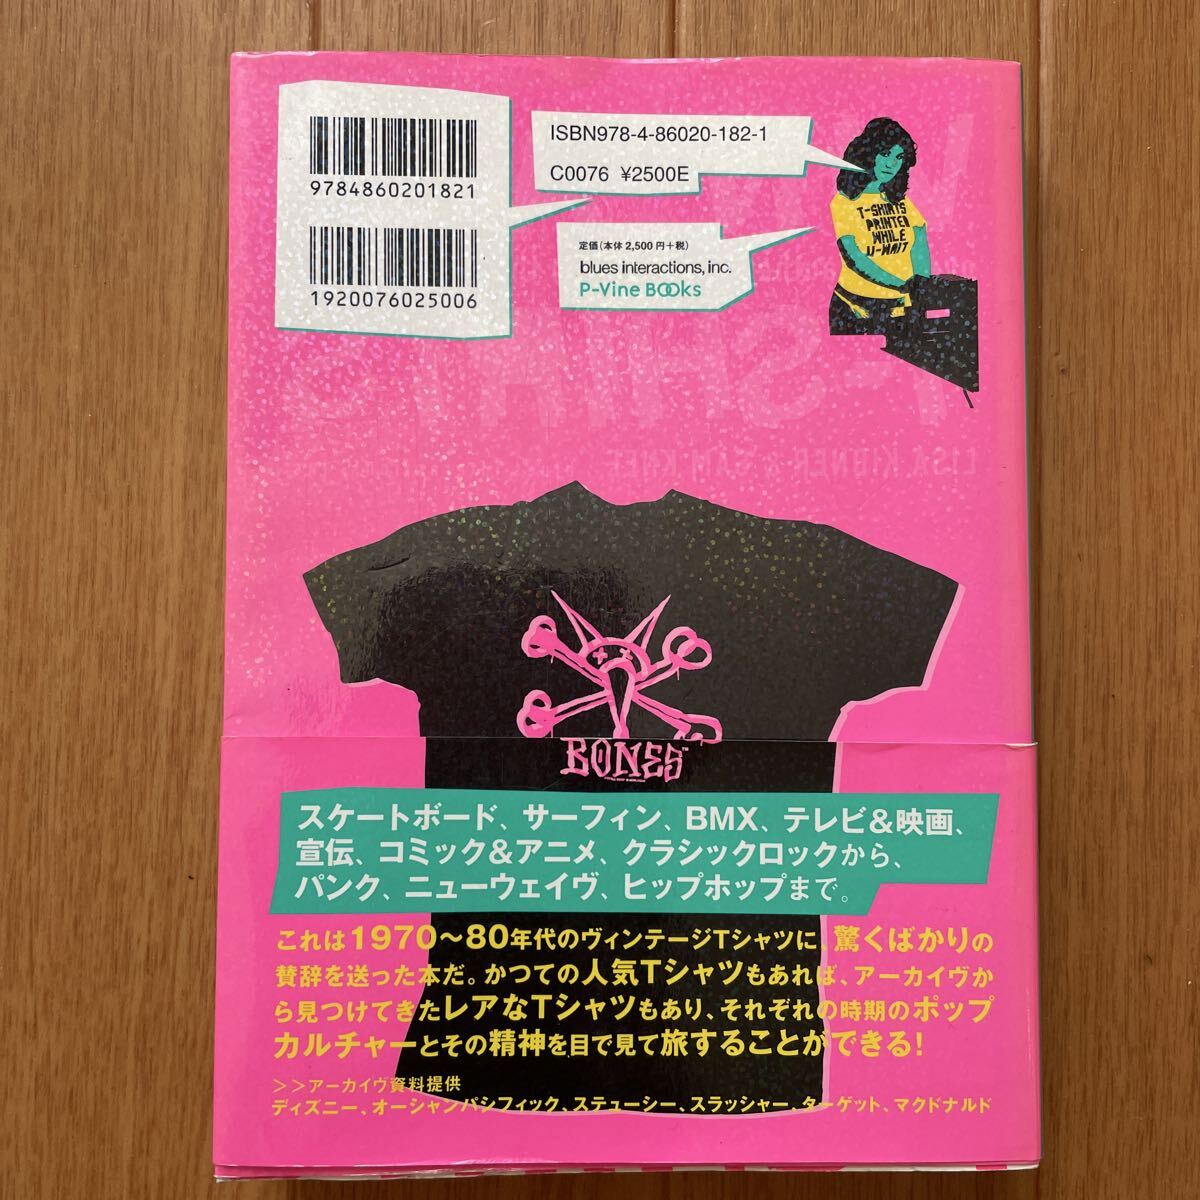 9784860201821
1920076025006
ISBN978-4-86020-182-1
C0076 ¥2500E
定価(本体 2,500 円+税)
blues interactions, inc.
P-Vine BOOks
T-SHIRTS
PRINTED
WHILE
U-WAIT
BONES™
スケートボード、サーフィン、BMX、テレビ&映画、
宣伝、コミック&アニメ、クラシックロックから、
パンク、ニューウェイヴ、ヒップホップまで。
これは1970〜80年代のヴィンテージTシャツに、驚くばかりの
賛辞を送った本だ。かつての人気Tシャツもあれば、アーカイヴか
ら見つけてきたレアなTシャツもあり、それぞれの時期のポップ
カルチャーとその精神を目で見て旅することができる!
>>アーカイヴ資料提供
ディズニー、オーシャンパシフィック、ステューシー、スラッシャー、ターゲット、マクドナルド